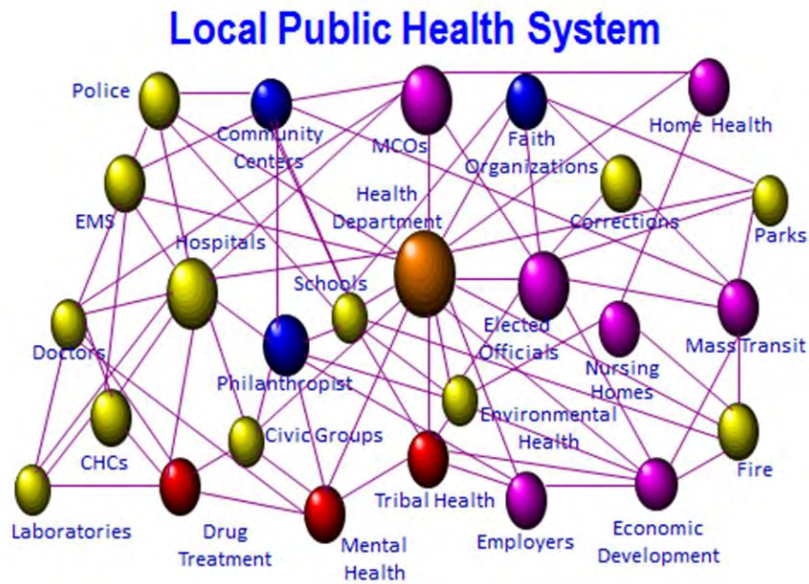 Local Public Health System
Police
Community
Centers
MCOs
Faith
Organizations
Home Health
EMS
Hospitals
Health
Department
Corrections
Parks
Schools
Doctors
Philanthropist
Elected
Officials
Nursing
Homes
Mass Transit
CHCs
Civic Groups
Environmental
Health
Fire
Laboratories
Drug
Treatment
Mental
Health
Tribal Health
Employers
Economic
Development